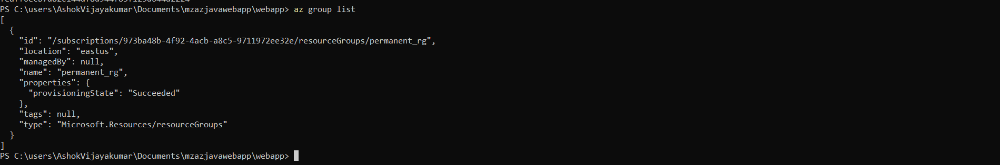 PS C:\users\AshokVijayakumar\Documents\mzazjavawebapp\webapp> az group list
[
  {
    "id": "/subscriptions/973ba48b-4f92-4acb-a8c5-9711972ee32e/resourceGroups/permanent_rg",
    "location": "eastus",
    "managedBy": null,
    "name": "permanent_rg",
    "properties": {
      "provisioningState": "Succeeded"
    },
    "tags": null,
    "type": "Microsoft.Resources/resourceGroups"
  }
]
PS C:\users\AshokVijayakumar\Documents\mzazjavawebapp\webapp>